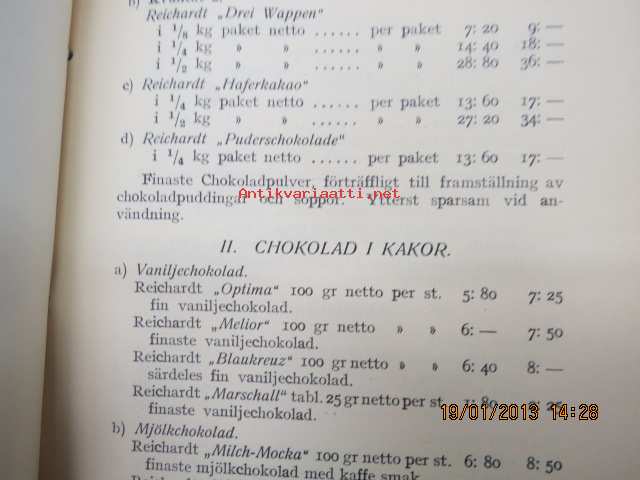 Reichardt „Drei Wappen“
i 1/8 kg paket netto ...... per paket 7: 20 9: —
i 1/4 kg » » ...... » » 14: 40 18: —
i 1/2 kg » » ...... » » 28: 80 36: —
c) Reichardt „Haferkakao“
i 1/4 kg paket netto ...... per paket 13: 60 17: —
i 1/2 kg » » ...... » » 27: 20 34: —
d) Reichardt „Puderschokolade“
i 1/4 kg paket netto ...... per paket 13: 60 17: —
Finaste Chokoladpulver, förträffligt till framställning av
Antikvariaatti.net
chokoladpuddingar och soppor. Ytterst sparsam vid an-
vändning.
II. CHOKOLAD I KAKOR.
a) Vaniljechokolad.
Reichardt „Optima“ 100 gr netto per st. 5: 80 7: 25
fin vaniljechokolad.
Reichardt „Melior“ 100 gr netto » » 6: — 7: 50
finaste vaniljechokolad.
Reichardt „Blaukreuz“ 100 gr netto » » 6: 40 8: —
särdeles fin vaniljechokolad.
Reichardt „Marschall“ tabl. 25 gr netto per st. 1: 80 2: 25
finaste vaniljechokolad.
19/01/2013 14:28
b) Mjölkchokolad.
Reichardt „Milch-Mocka“ 100 gr netto per st. 6: 80 8: 50
finaste mjölkchokolad med kaffe smak.